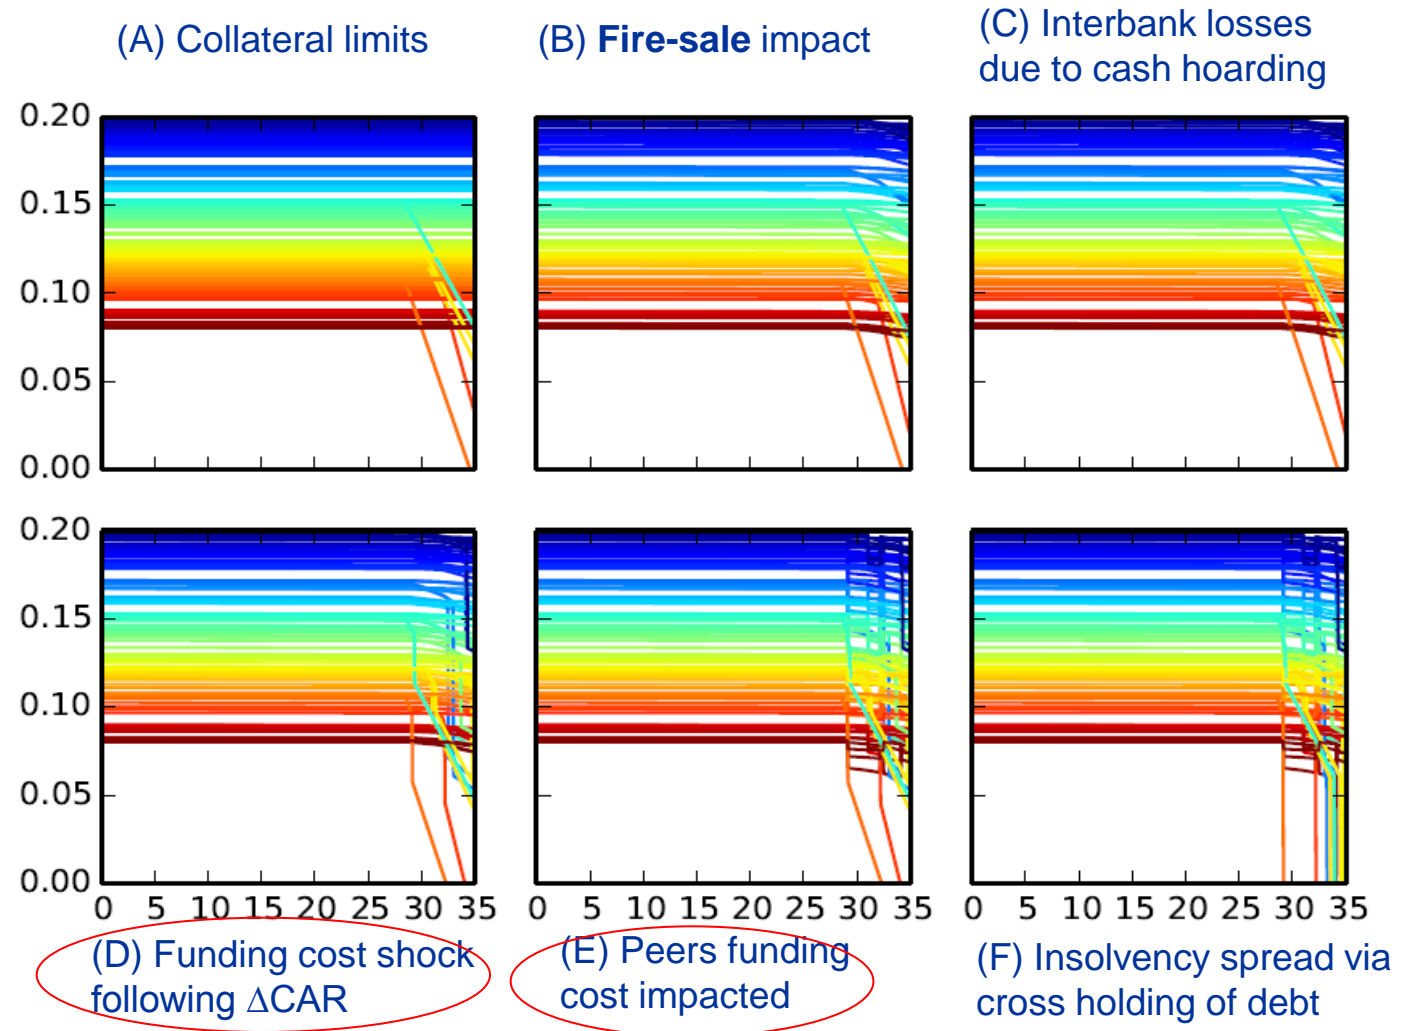 (A) Collateral limits
(B) Fire-sale impact
(C) Interbank losses
due to cash hoarding
0.20
0.15
0.10
0.05
0.00
0.20
0.15
0.10
0.05
0.00
0 5 10 15 20 25 30 35
0 5 10 15 20 25 30 35
0 5 10 15 20 25 30 35
(D) Funding cost shock
following ΔCAR
(E) Peers funding
cost impacted
(F) Insolvency spread via
cross holding of debt